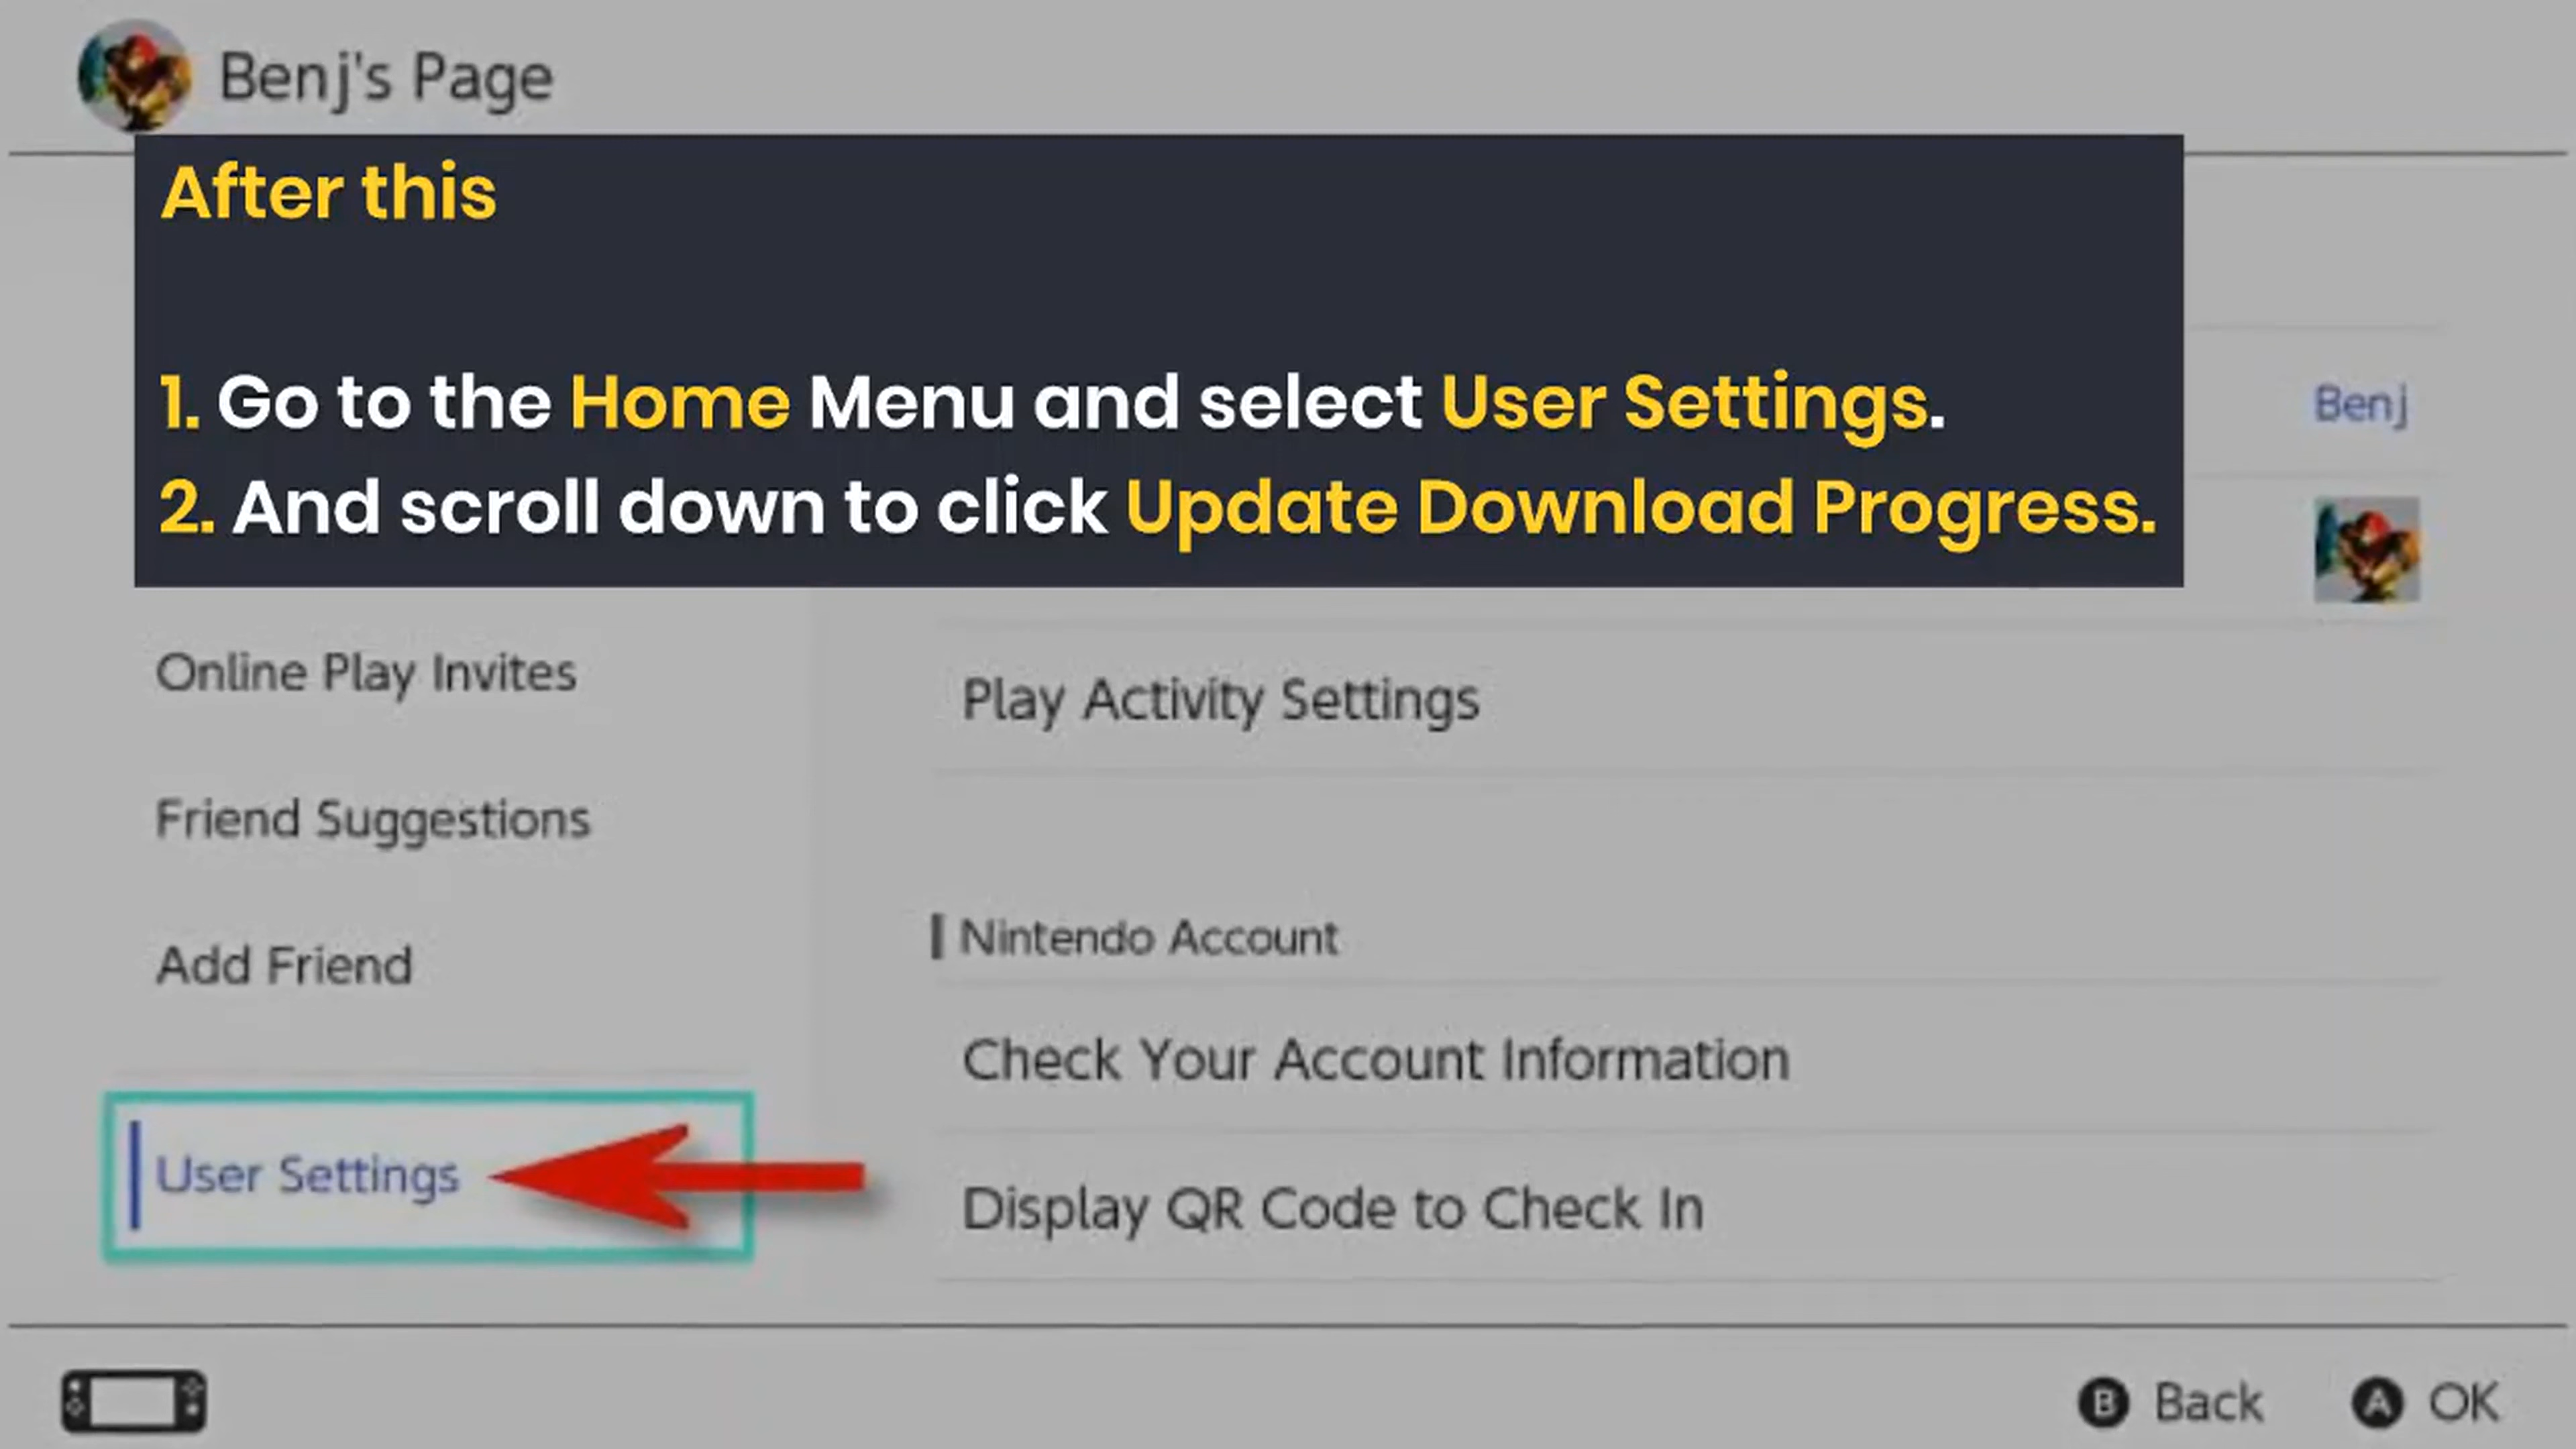 Benj's Page
After this
1. Go to the Home Menu and select User Settings.
2. And scroll down to click Update Download Progress.
Benj
Online Play Invites
Friend Suggestions
Add Friend
User Settings
Play Activity Settings
Nintendo Account
Check Your Account Information
Display QR Code to Check In
B Back
A OK